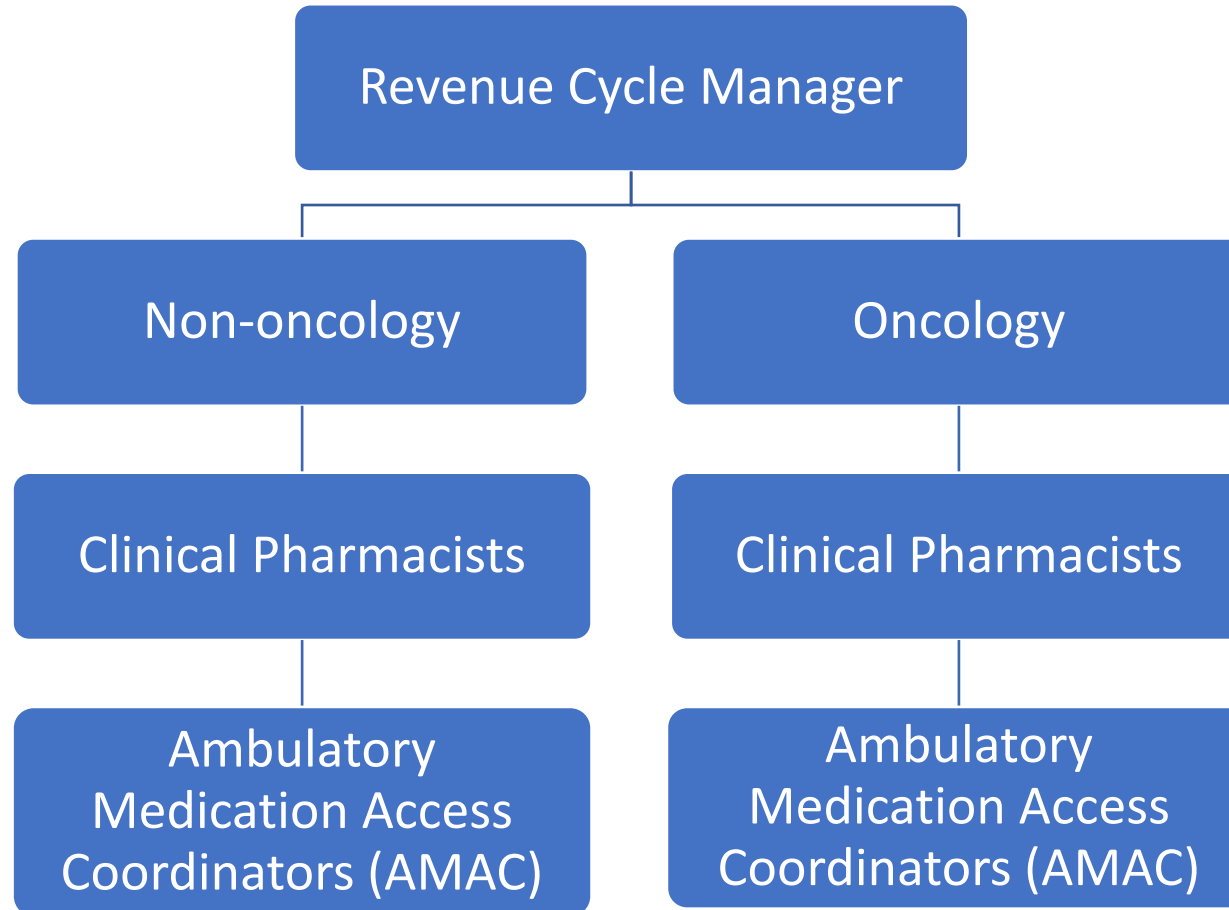 Revenue Cycle Manager
Non-oncology
Oncology
Clinical Pharmacists
Clinical Pharmacists
Ambulatory
Medication Access
Coordinators (AMAC)
Ambulatory
Medication Access
Coordinators (AMAC)